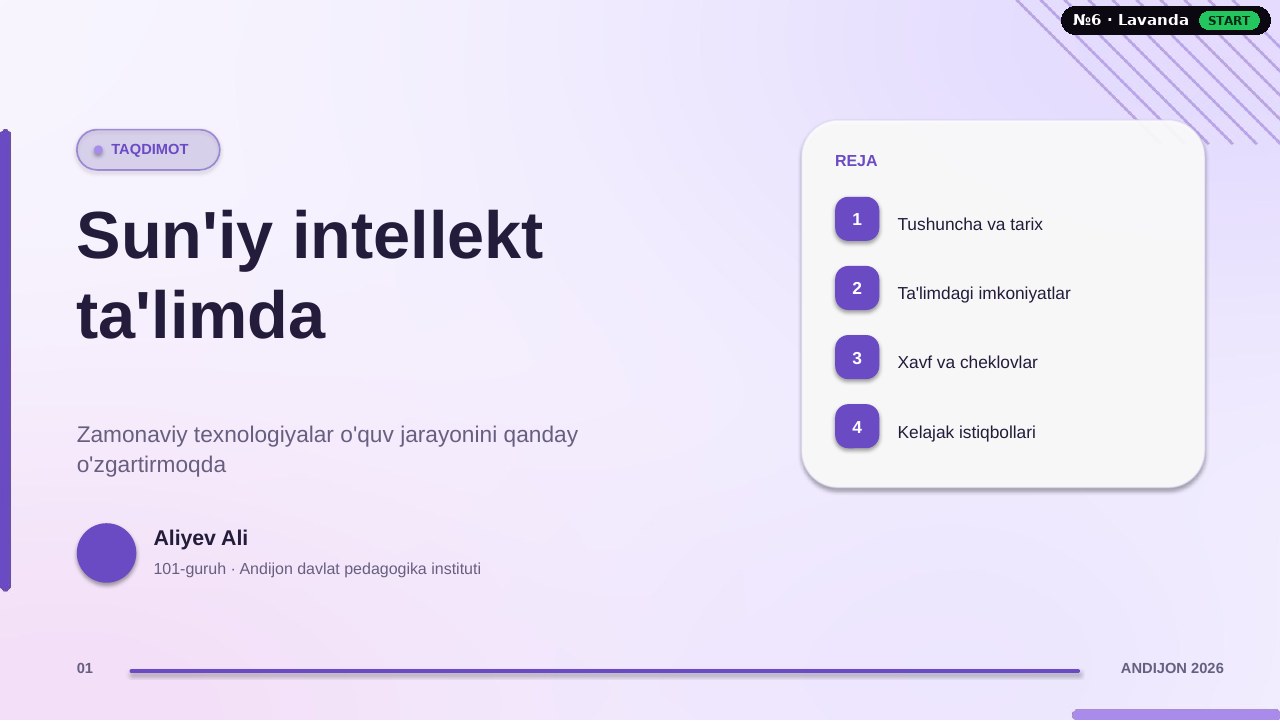 №6 · Lavanda START
TAQDIMOT
Sun'iy intellekt
ta'limda
Zamonaviy texnologiyalar o'quv jarayonini qanday
o'zgartirmoqda
Aliyev Ali
101-guruh · Andijon davlat pedagogika instituti
REJA
1 Tushuncha va tarix
2 Ta'limdagi imkoniyatlar
3 Xavf va cheklovlar
4 Kelajak istiqbollari
01
ANDIJON 2026